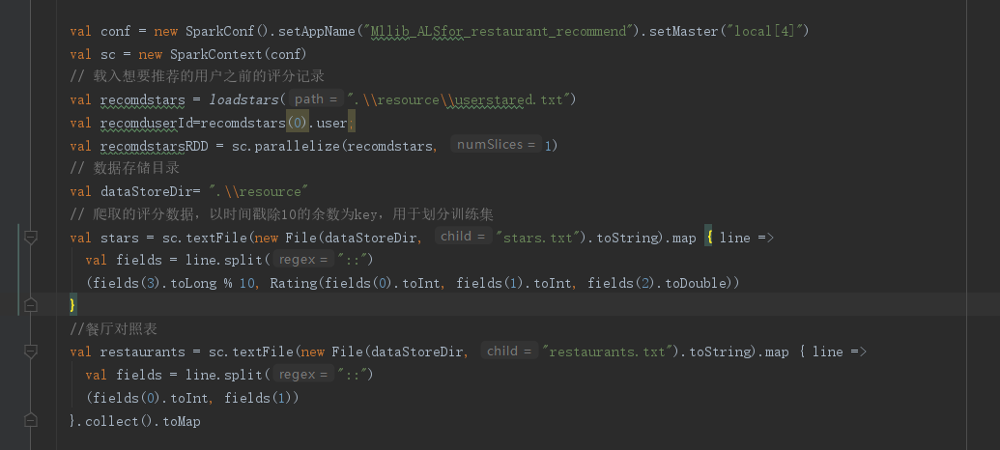 val conf = new SparkConf().setAppName("Mllib_ALSfor_restaurant_recommend").setMaster("local[4]")
val sc = new SparkContext(conf)
// 载入想要推荐的用户之前的评分记录
val recomdstars = loadstars( path = ".\\resource\\userstared.txt")
val recomduserId=recomdstars(0).user;
val recomdstarsRDD = sc.parallelize(recomdstars, numSlices = 1)
// 数据存储目录
val dataStoreDir= ".\\resource"
// 爬取的评分数据, 以时间戳除10的余数为key, 用于划分训练集
val stars = sc.textFile(new File(dataStoreDir, child = "stars.txt").toString).map { line =>
val fields = line.split( regex = "::")
(fields(3).toLong % 10, Rating(fields(0).toInt, fields(1).toInt, fields(2).toDouble))
}
//餐厅对照表
val restaurants = sc.textFile(new File(dataStoreDir, child = "restaurants.txt").toString).map { line =>
val fields = line.split( regex = "::")
(fields(0).toInt, fields(1))
}.collect().toMap